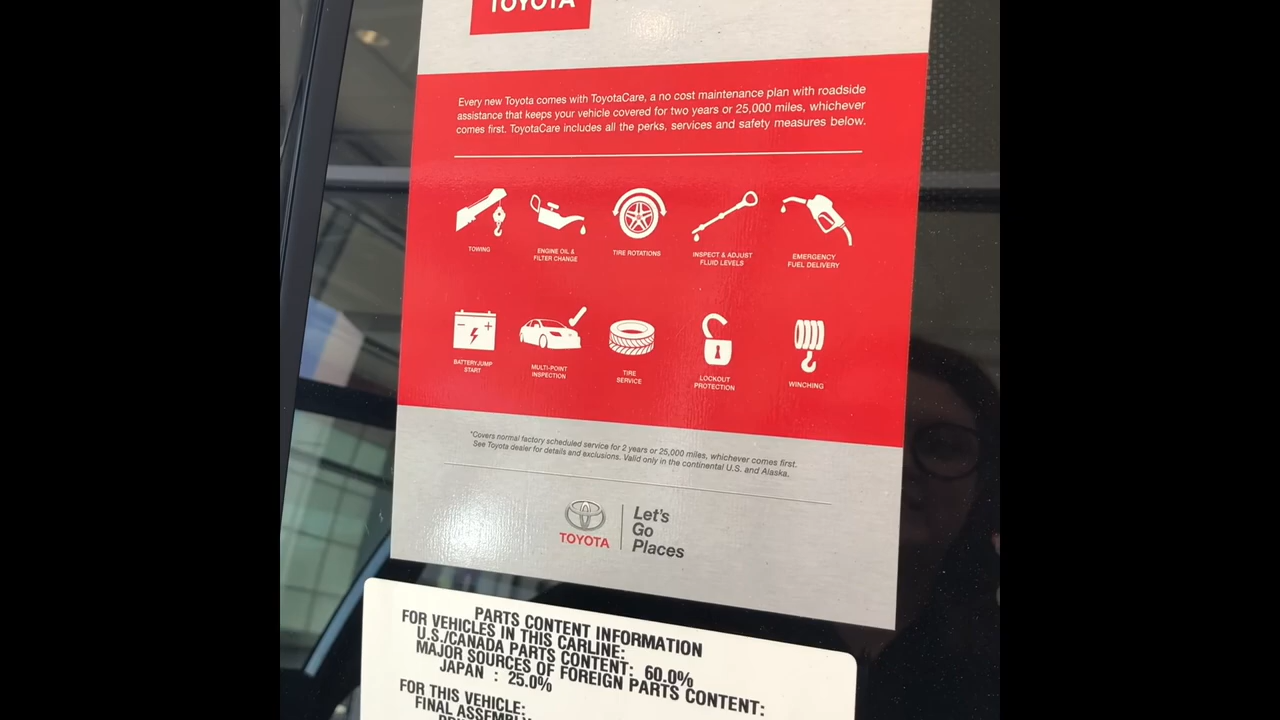 TOYOTA
Every new Toyota comes with ToyotaCare, a no cost maintenance plan with roadside
assistance that keeps your vehicle covered for two years or 25,000 miles, whichever
comes first. ToyotaCare includes all the perks, services and safety measures below.
TOWING
ENGINE OIL &
FILTER CHANGE
TIRE ROTATIONS
INSPECT & ADJUST
FLUID LEVELS
EMERGENCY
FUEL DELIVERY
BATTERYJUMP
START
MULTI-POINT
INSPECTION
TIRE
SERVICE
LOCKOUT
PROTECTION
WINCHING
*Covers normal factory scheduled service for 2 years or 25,000 miles, whichever comes first.
See Toyota dealer for details and exclusions. Valid only in the continental U.S. and Alaska.
TOYOTA
Let's
Go
Places
PARTS CONTENT INFORMATION
FOR VEHICLES IN THIS CARLINE:
U.S./CANADA PARTS CONTENT: 60.0%
MAJOR SOURCES OF FOREIGN PARTS CONTENT:
JAPAN : 25.0%
FOR THIS VEHICLE:
FINAL ASSEMBLY